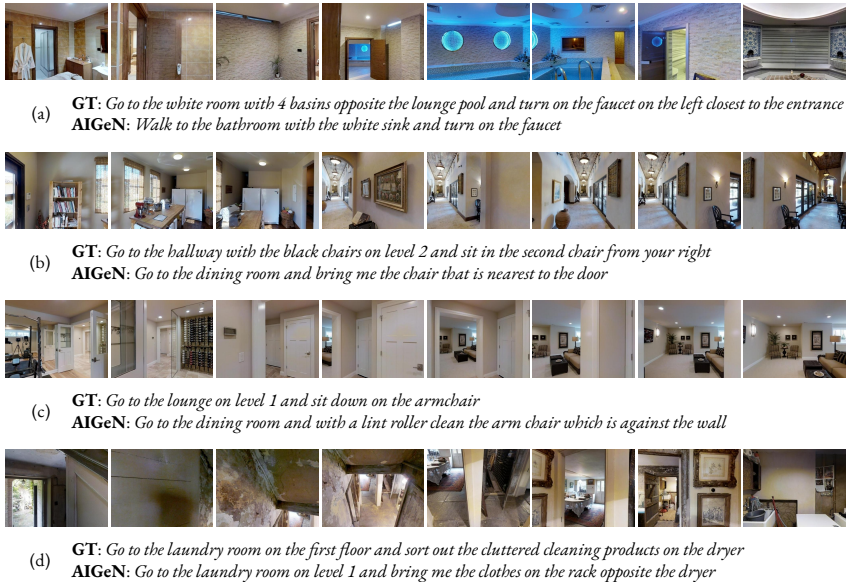 (a)
GT: Go to the white room with 4 basins opposite the lounge pool and turn on the faucet on the left closest to the entrance
AIGeN: Walk to the bathroom with the white sink and turn on the faucet
(b)
GT: Go to the hallway with the black chairs on level 2 and sit in the second chair from your right
AIGeN: Go to the dining room and bring me the chair that is nearest to the door
(c)
GT: Go to the lounge on level 1 and sit down on the armchair
AIGeN: Go to the dining room and with a lint roller clean the arm chair which is against the wall
(d)
GT: Go to the laundry room on the first floor and sort out the cluttered cleaning products on the dryer
AIGeN: Go to the laundry room on level 1 and bring me the clothes on the rack opposite the dryer